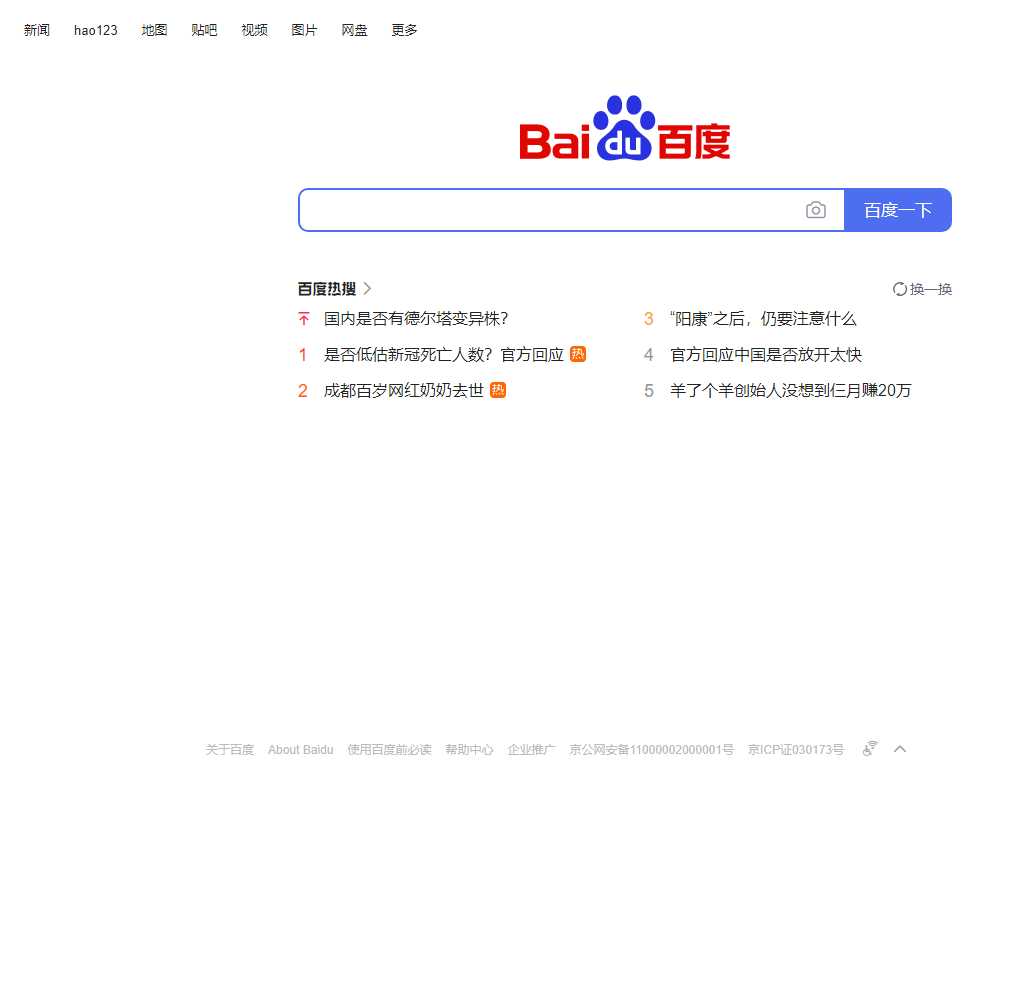 新闻 hao123 地图 贴吧 视频 图片 网盘 更多
Bai du 百度
百度一下
百度热搜 换一换
国内是否有德尔塔变异株?
1 是否低估新冠死亡人数？官方回应 热
2 成都百岁网红奶奶去世 热
3 “阳康”之后，仍要注意什么
4 官方回应中国是否放开太快
5 羊了个羊创始人没想到仨月赚20万
关于百度 About Baidu 使用百度前必读 帮助中心 企业推广 京公网安备11000002000001号 京ICP证030173号